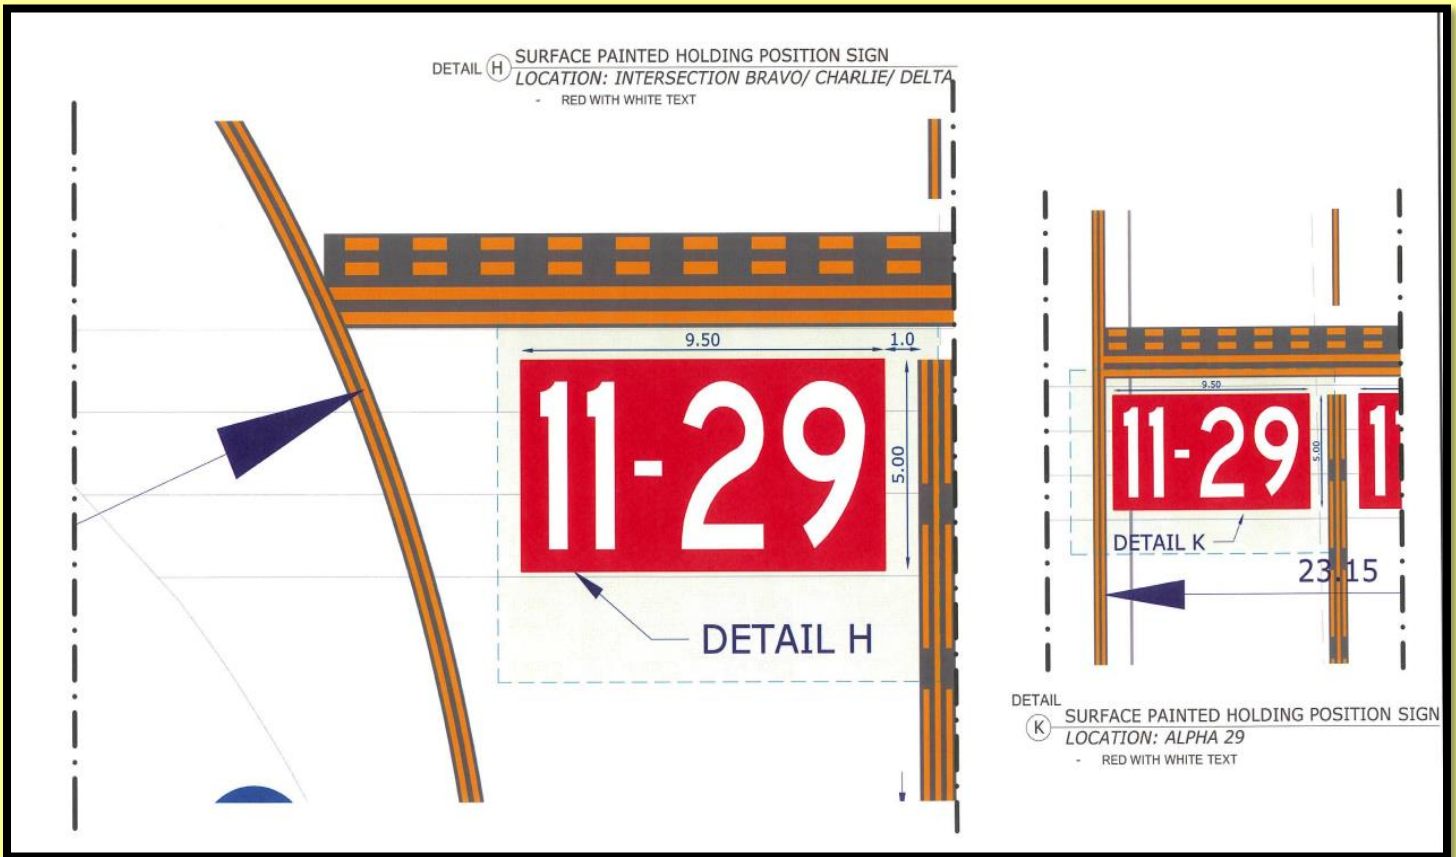 DETAIL H SURFACE PAINTED HOLDING POSITION SIGN
LOCATION: INTERSECTION BRAVO/ CHARLIE/ DELTA
- RED WITH WHITE TEXT
9.50 1.0
11-29
5.00
DETAIL H
9.50
11-29
5.00
11
DETAIL K
23.15
DETAIL
K SURFACE PAINTED HOLDING POSITION SIGN
LOCATION: ALPHA 29
- RED WITH WHITE TEXT